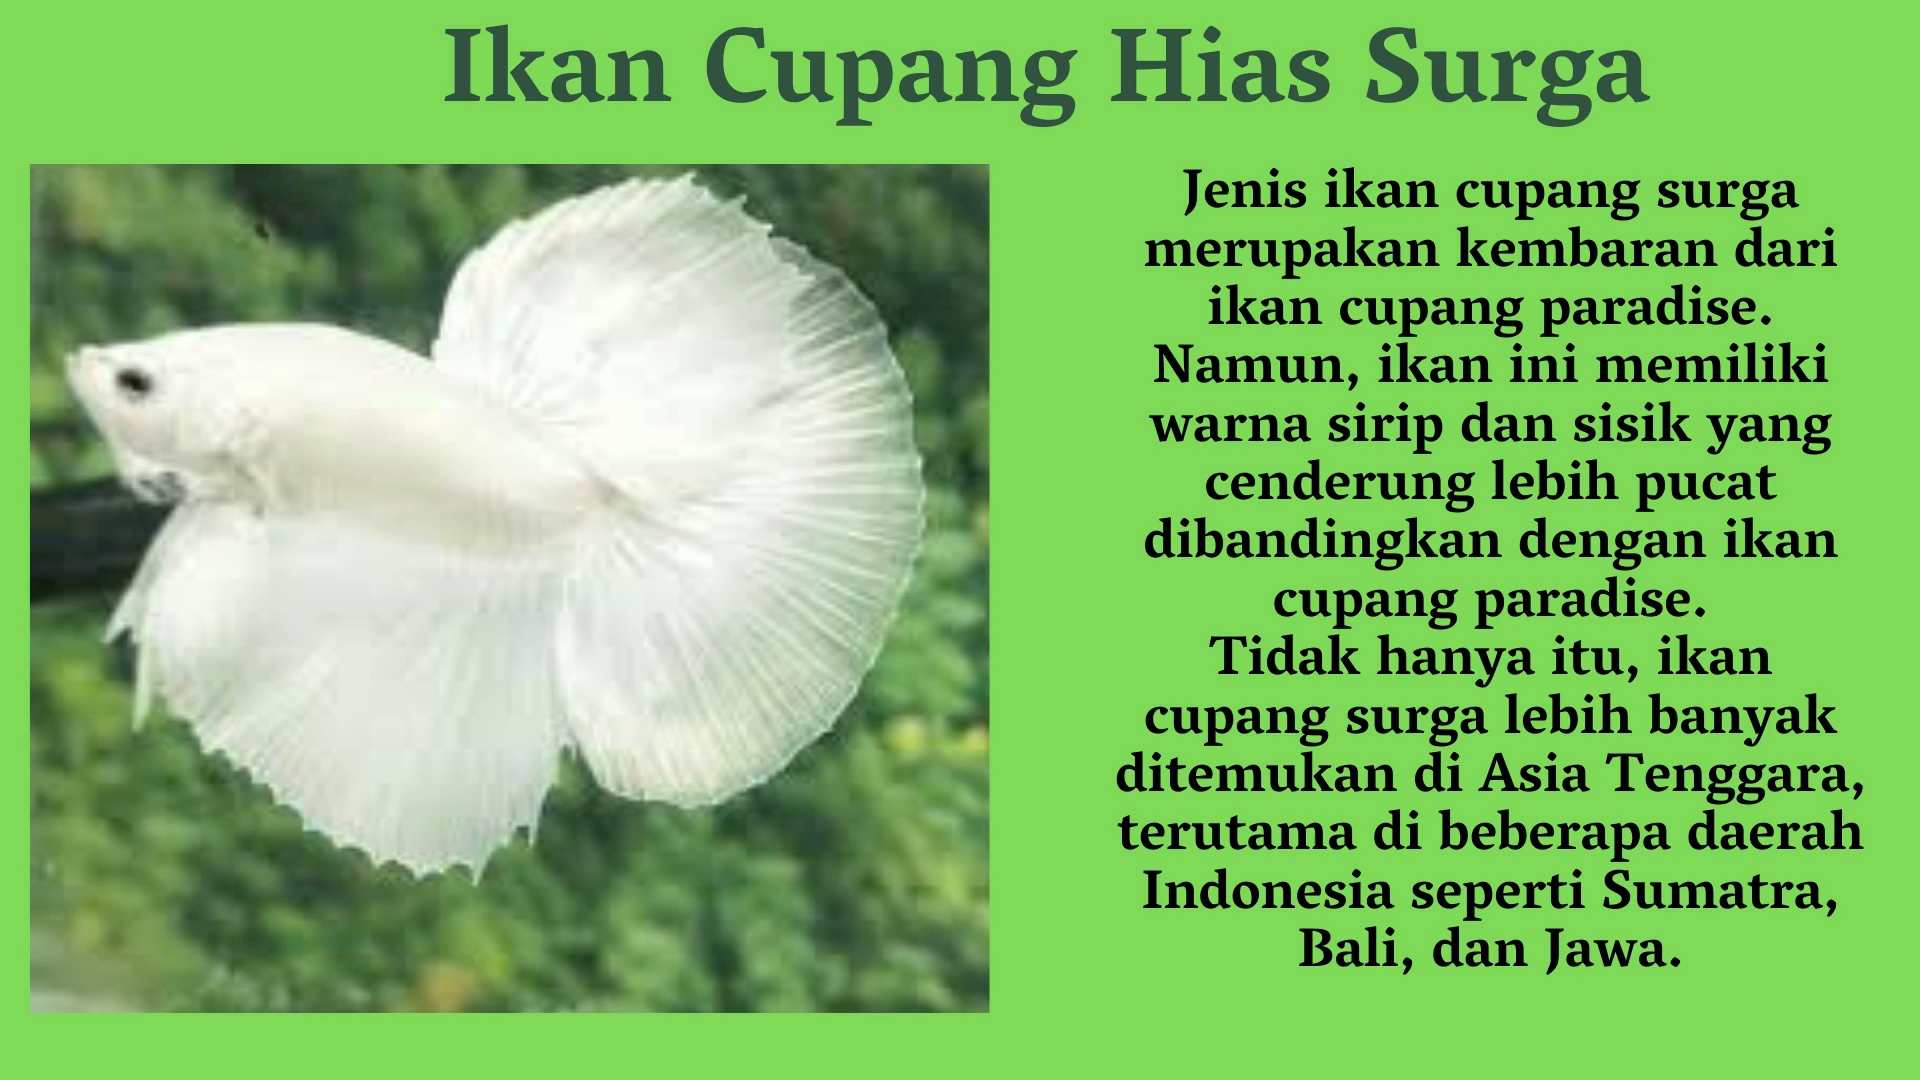 Ikan Cupang Hias Surga
Jenis ikan cupang surga
merupakan kembaran dari
ikan cupang paradise.
Namun, ikan ini memiliki
warna sirip dan sisik yang
cenderung lebih pucat
dibandingkan dengan ikan
cupang paradise.
Tidak hanya itu, ikan
cupang surga lebih banyak
ditemukan di Asia Tenggara,
terutama di beberapa daerah
Indonesia seperti Sumatra,
Bali, dan Jawa.